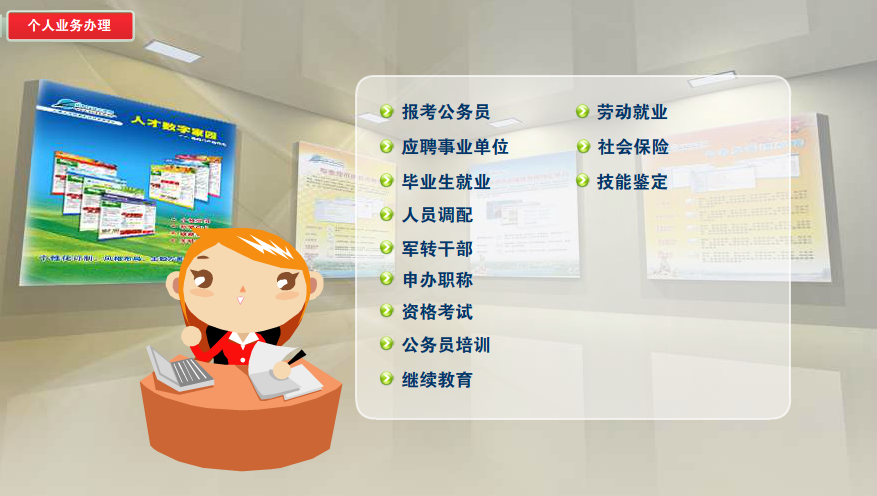 个人业务办理
人才数字家园
报考公务员
应聘事业单位
毕业生就业
人员调配
军转干部
申办职称
资格考试
公务员培训
继续教育
劳动就业
社会保险
技能鉴定